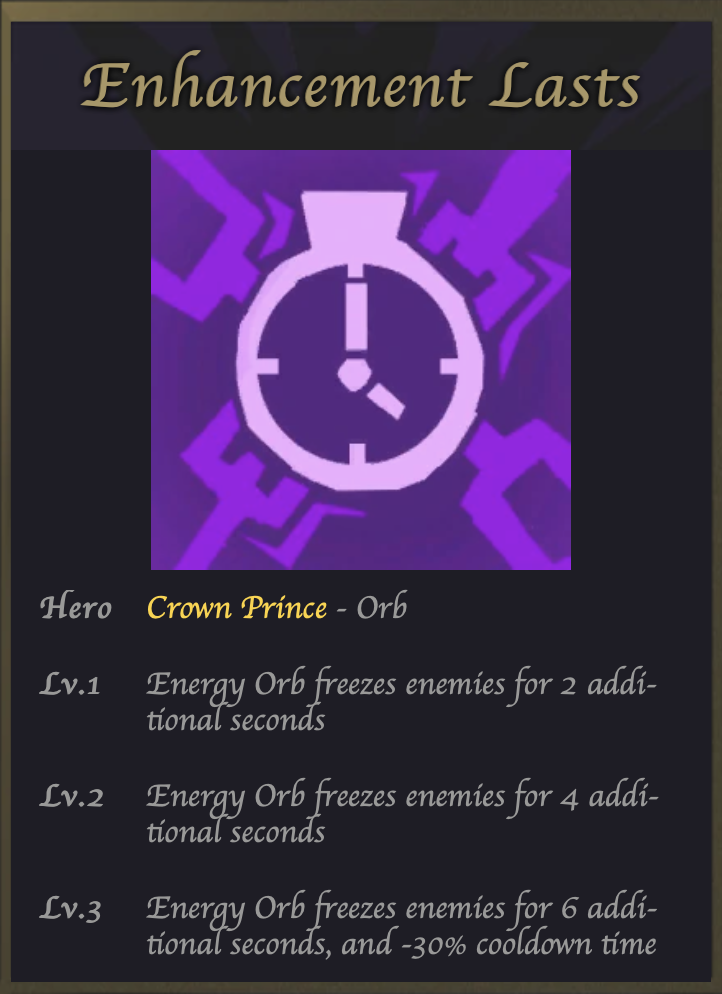 Enhancement Lasts
Hero Crown Prince - Orb
Lv.1 Energy Orb freezes enemies for 2 addi-
tional seconds
Lv.2 Energy Orb freezes enemies for 4 addi-
tional seconds
Lv.3 Energy Orb freezes enemies for 6 addi-
tional seconds, and -30% cooldown time